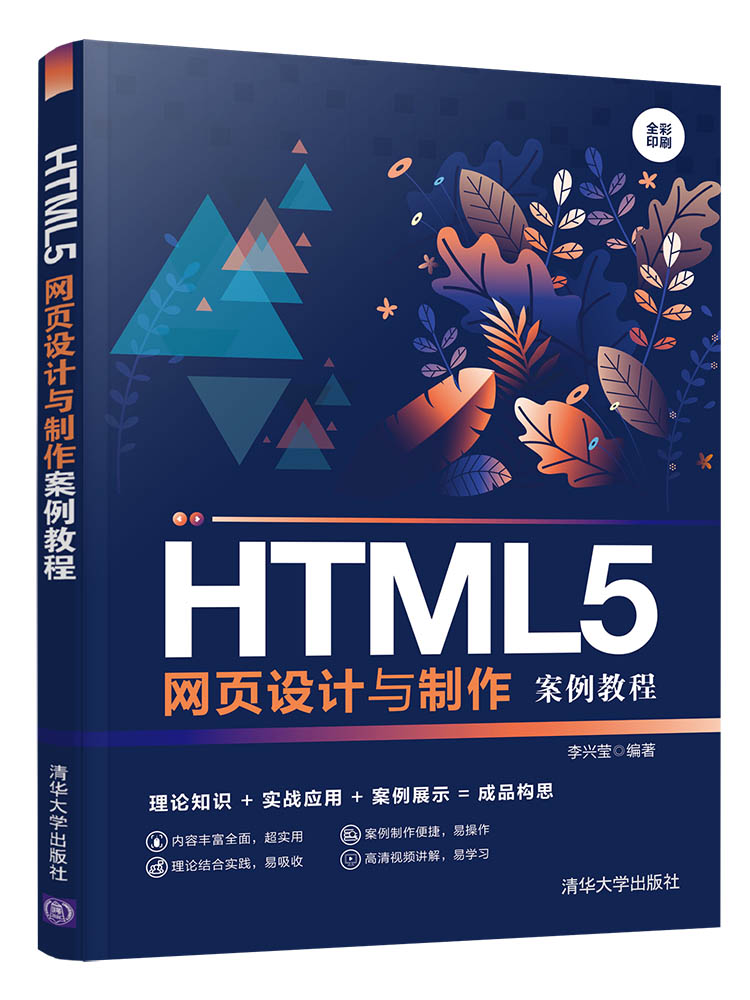 HTML5 网页设计与制作案例教程
清华大学出版社
全彩
印刷
HTML5
网页设计与制作 案例教程
李兴莹◎编著
理论知识 + 实战应用 + 案例展示 = 成品构思
内容丰富全面，超实用
案例制作便捷，易操作
理论结合实践，易吸收
高清视频讲解，易学习
清华大学出版社